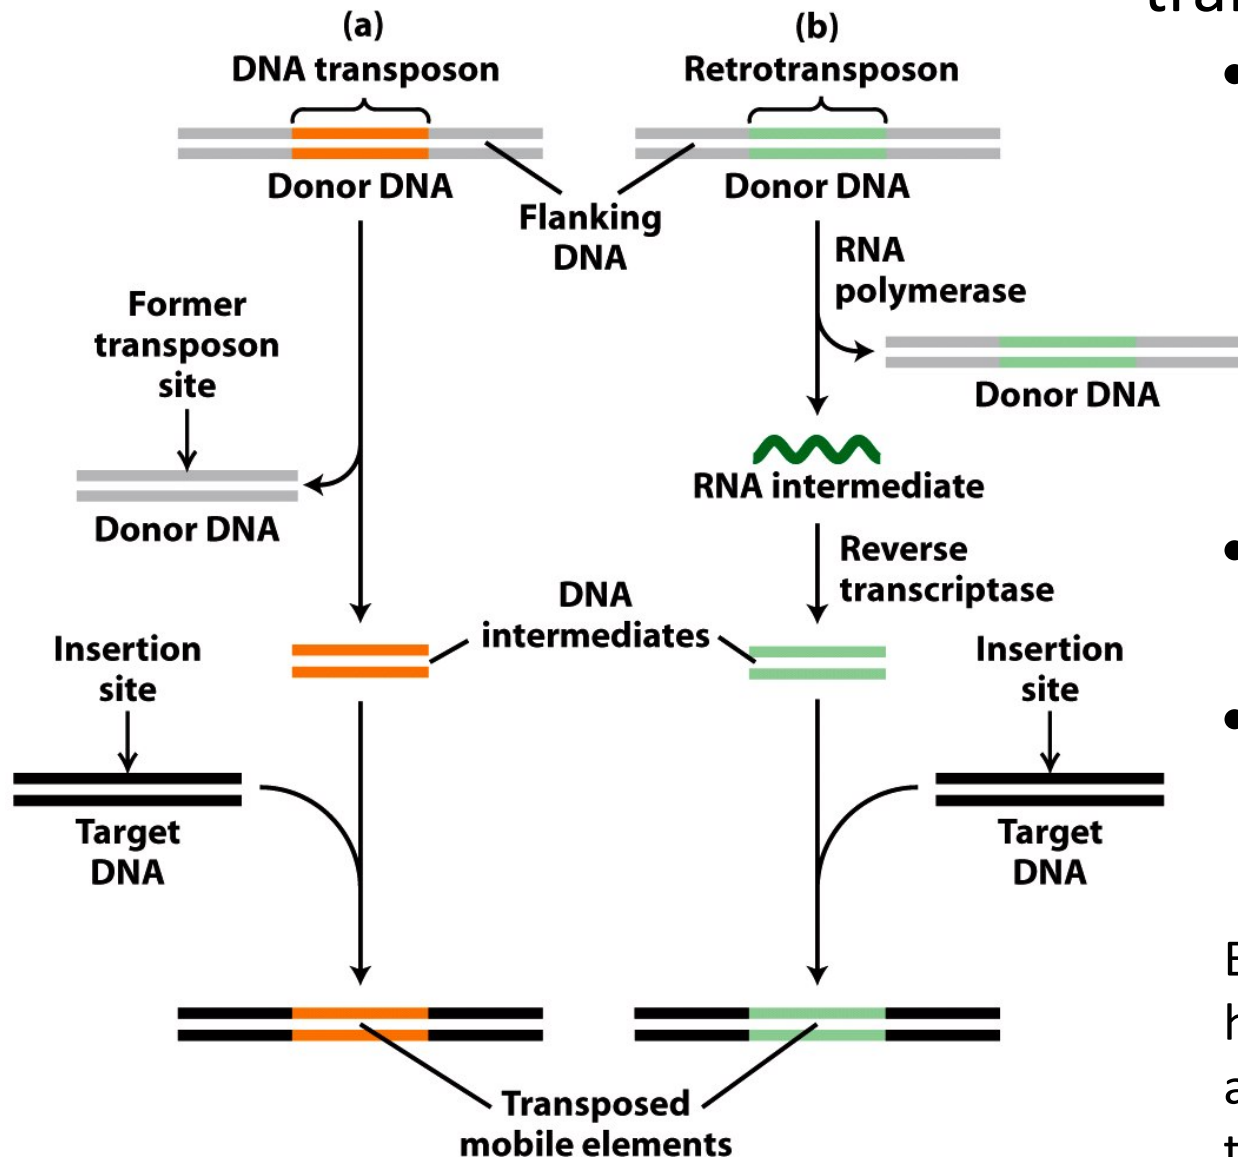 (a)
DNA transposon
Donor DNA
(b)
Retrotransposon
Donor DNA
Flanking
DNA
RNA
polymerase
Donor DNA
Former
transposon
site
Donor DNA
RNA intermediate
Reverse
transcriptase
DNA
intermediates
Insertion
site
Target
DNA
Insertion
site
Target
DNA
Transposed
mobile elements